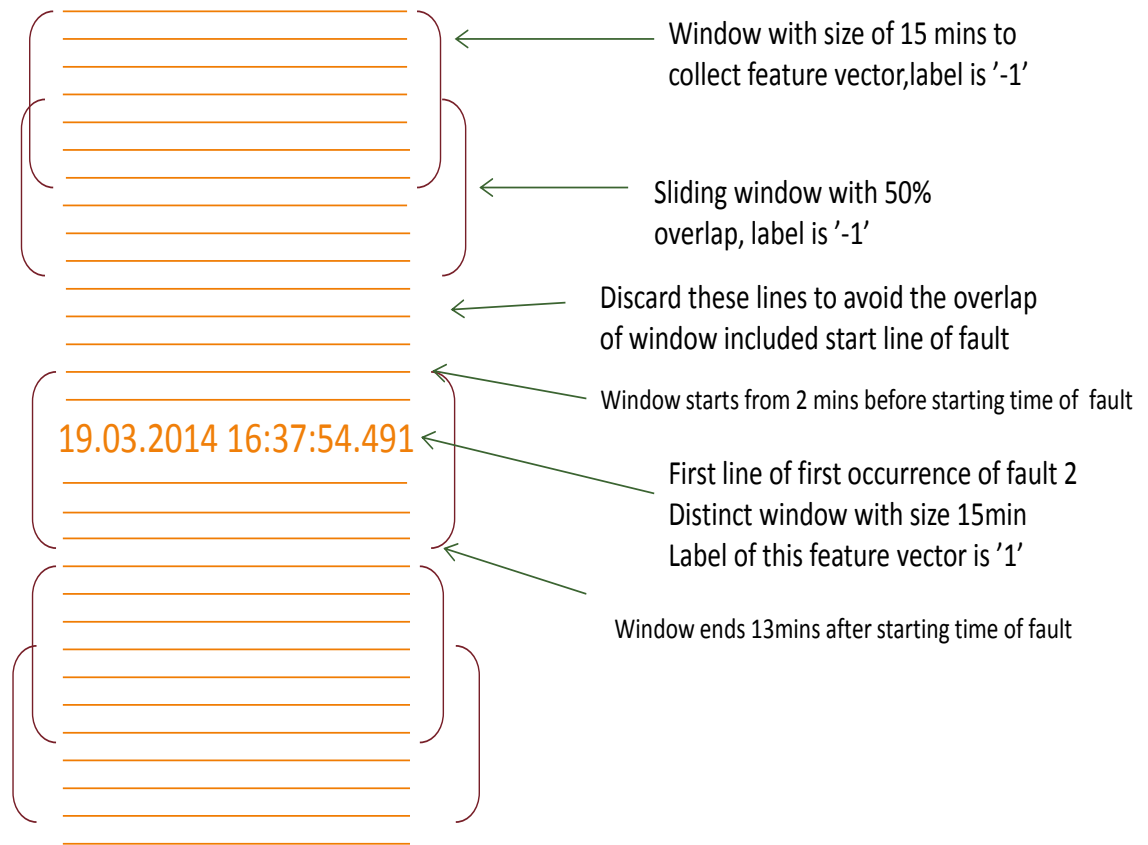 Window with size of 15 mins to
collect feature vector,label is ’-1’
Sliding window with 50%
overlap, label is ’-1’
Discard these lines to avoid the overlap
of window included start line of fault
Window starts from 2 mins before starting time of fault
19.03.2014 16:37:54.491
First line of first occurrence of fault 2
Distinct window with size 15min
Label of this feature vector is ’1’
Window ends 13mins after starting time of fault